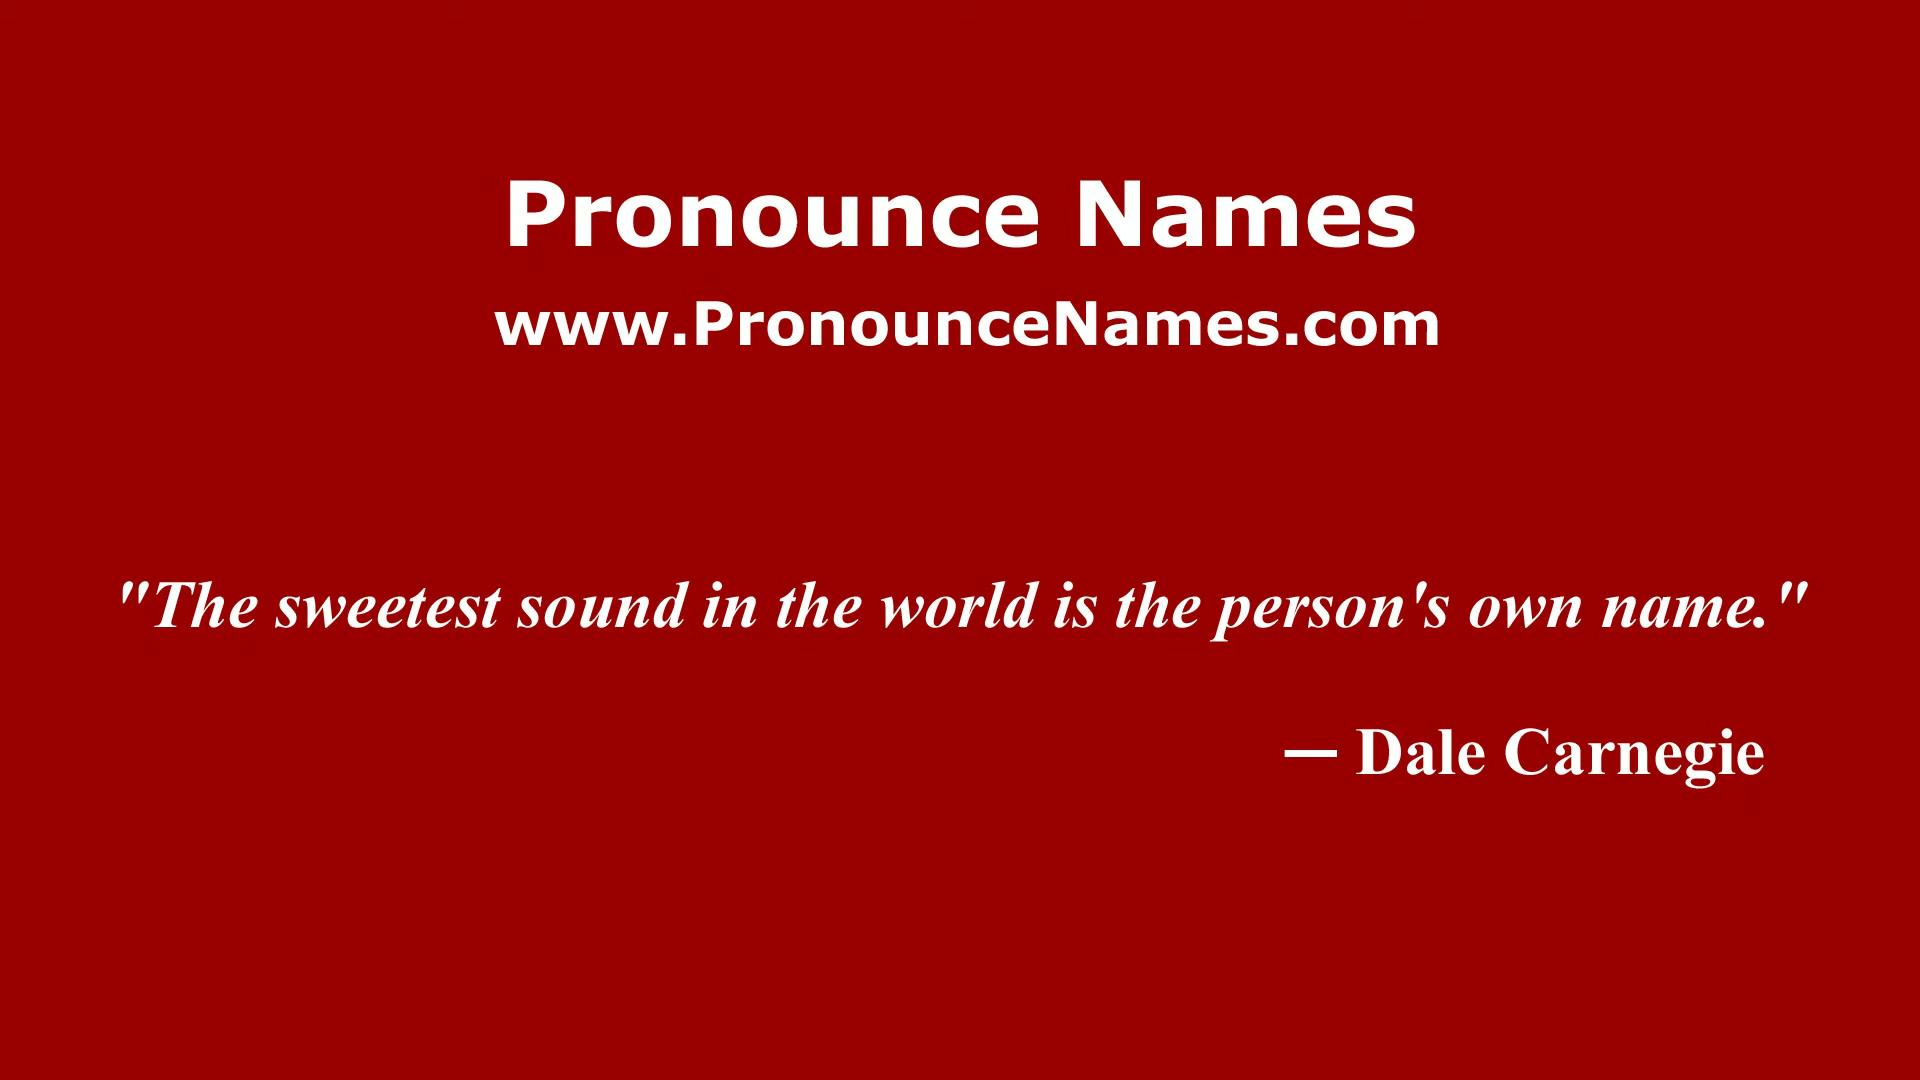 Pronounce Names
www.PronounceNames.com
"The sweetest sound in the world is the person's own name."
— Dale Carnegie